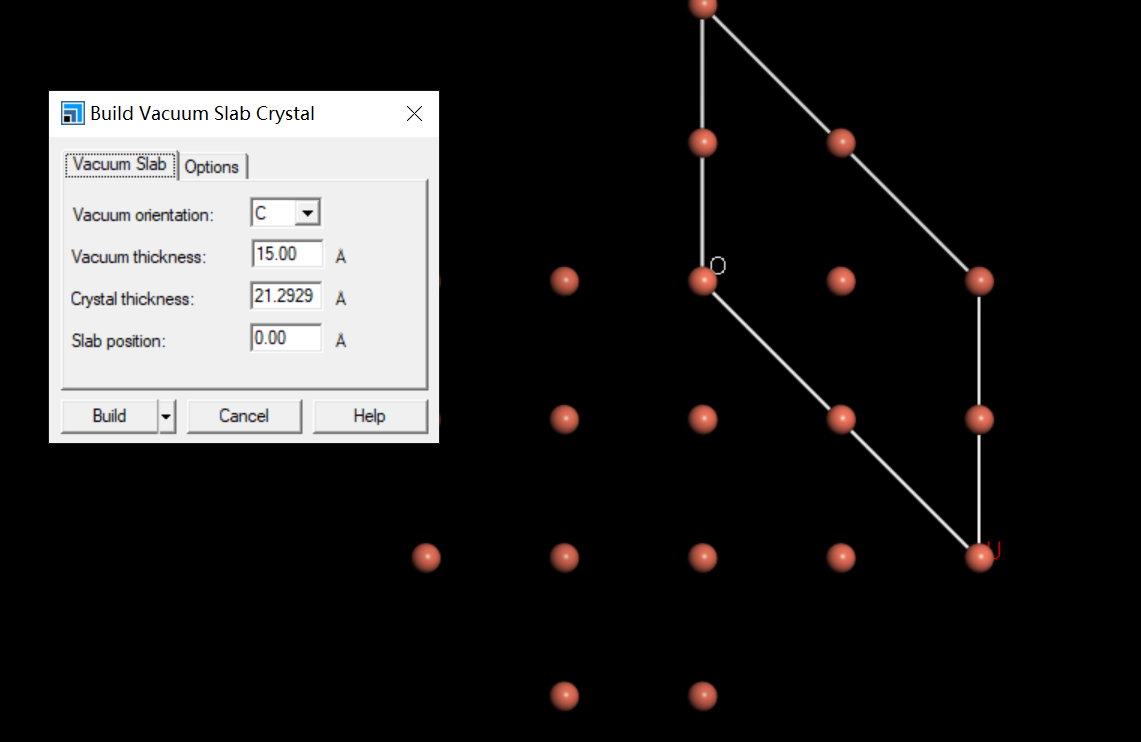 Build Vacuum Slab Crystal
Vacuum Slab
Options
Vacuum orientation: C
Vacuum thickness: 15.00 Å
Crystal thickness: 21.2929 Å
Slab position: 0.00 Å
Build
Cancel
Help
O
U